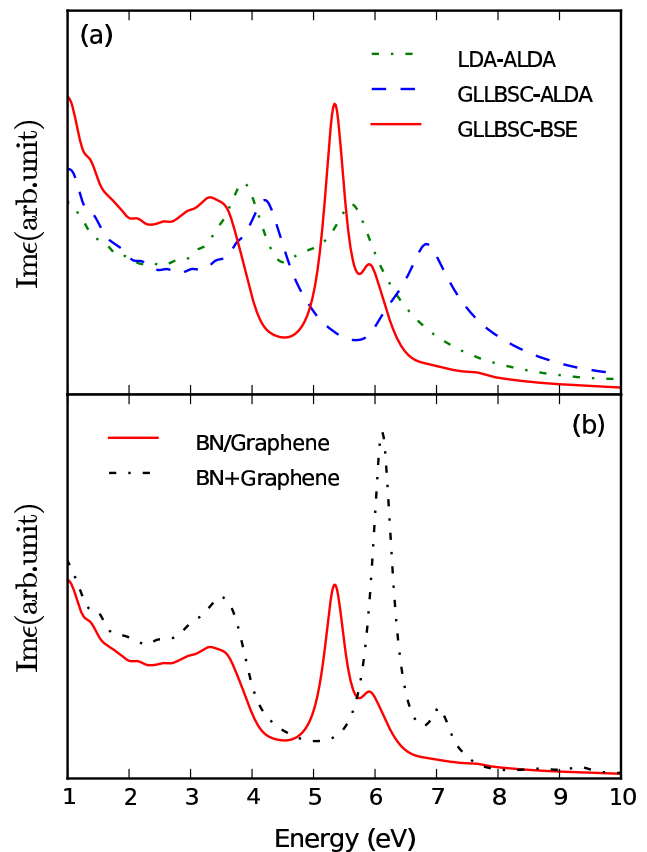 (a)
LDA-ALDA
GLLBSC-ALDA
GLLBSC-BSE
Imϵ(arb.unit)
(b)
BN/Graphene
BN+Graphene
Imϵ(arb.unit)
1 2 3 4 5 6 7 8 9 10
Energy (eV)